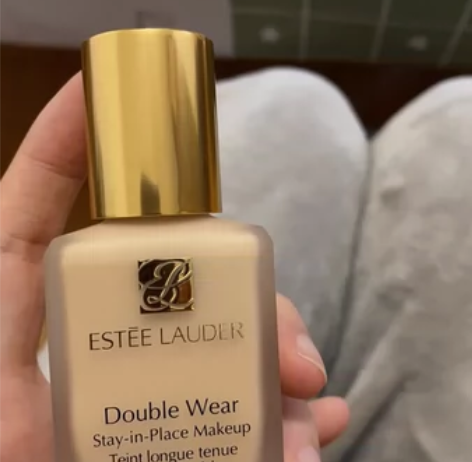 ESTĒE LAUDER
Double Wear
Stay-in-Place Makeup
Teint longue tenue